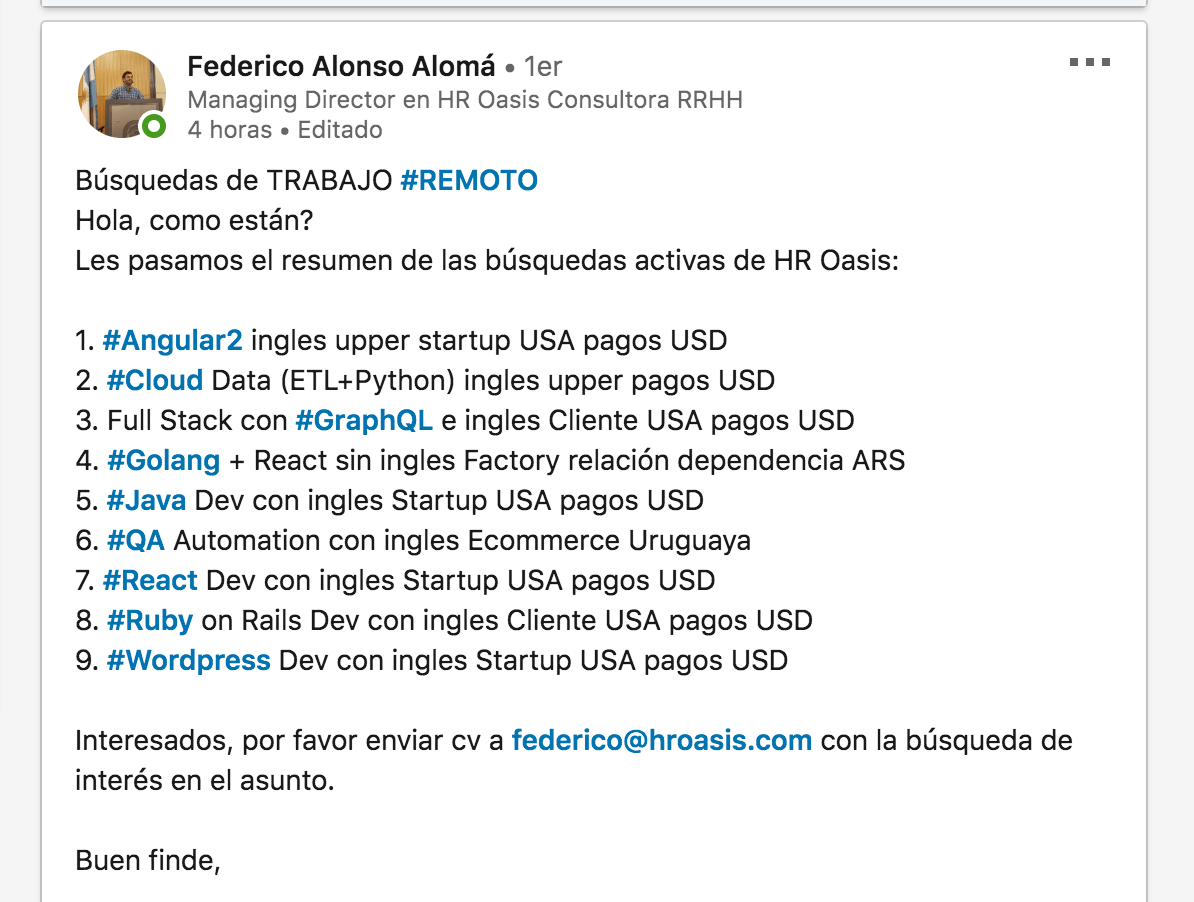 Federico Alonso Alomá • 1er
Managing Director en HR Oasis Consultora RRHH
4 horas • Editado
Búsquedas de TRABAJO #REMOTO
Hola, como están?
Les pasamos el resumen de las búsquedas activas de HR Oasis:
1. #Angular2 ingles upper startup USA pagos USD
2. #Cloud Data (ETL+Python) ingles upper pagos USD
3. Full Stack con #GraphQL e ingles Cliente USA pagos USD
4. #Golang + React sin ingles Factory relación dependencia ARS
5. #Java Dev con ingles Startup USA pagos USD
6. #QA Automation con ingles Ecommerce Uruguaya
7. #React Dev con ingles Startup USA pagos USD
8. #Ruby on Rails Dev con ingles Cliente USA pagos USD
9. #Wordpress Dev con ingles Startup USA pagos USD
Interesados, por favor enviar cv a federico@hroasis.com con la búsqueda de
interés en el asunto.
Buen finde,